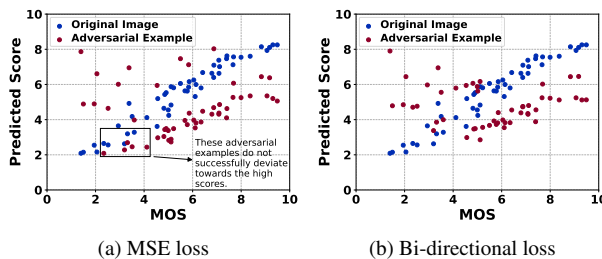 Original Image
Adversarial Example
Predicted Score
10
8
6
4
2
0
These adversarial
examples do not
successfully deviate
towards the high
scores.
0 2 4 6 8 10
MOS
(a) MSE loss
Original Image
Adversarial Example
Predicted Score
10
8
6
4
2
0
0 2 4 6 8 10
MOS
(b) Bi-directional loss